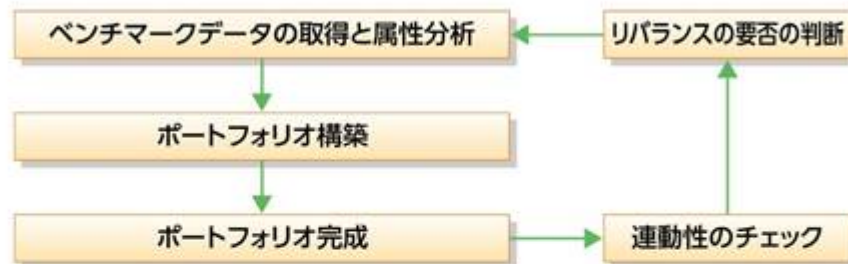 ベンチマークデータの取得と属性分析
リバランスの要否の判断
ポートフォリオ構築
ポートフォリオ完成
連動性のチェック